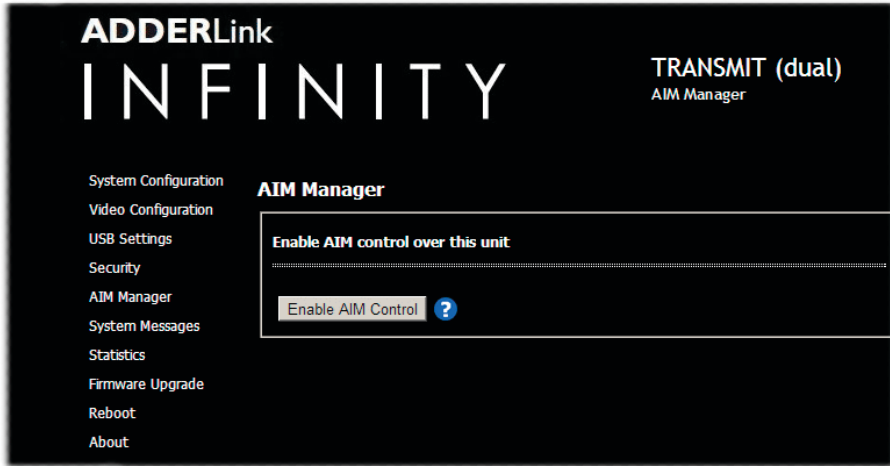 ADDERLink
INFINITY
TRANSMIT (dual)
AIM Manager
System Configuration
Video Configuration
USB Settings
Security
AIM Manager
System Messages
Statistics
Firmware Upgrade
Reboot
About
AIM Manager
Enable AIM control over this unit
Enable AIM Control ?